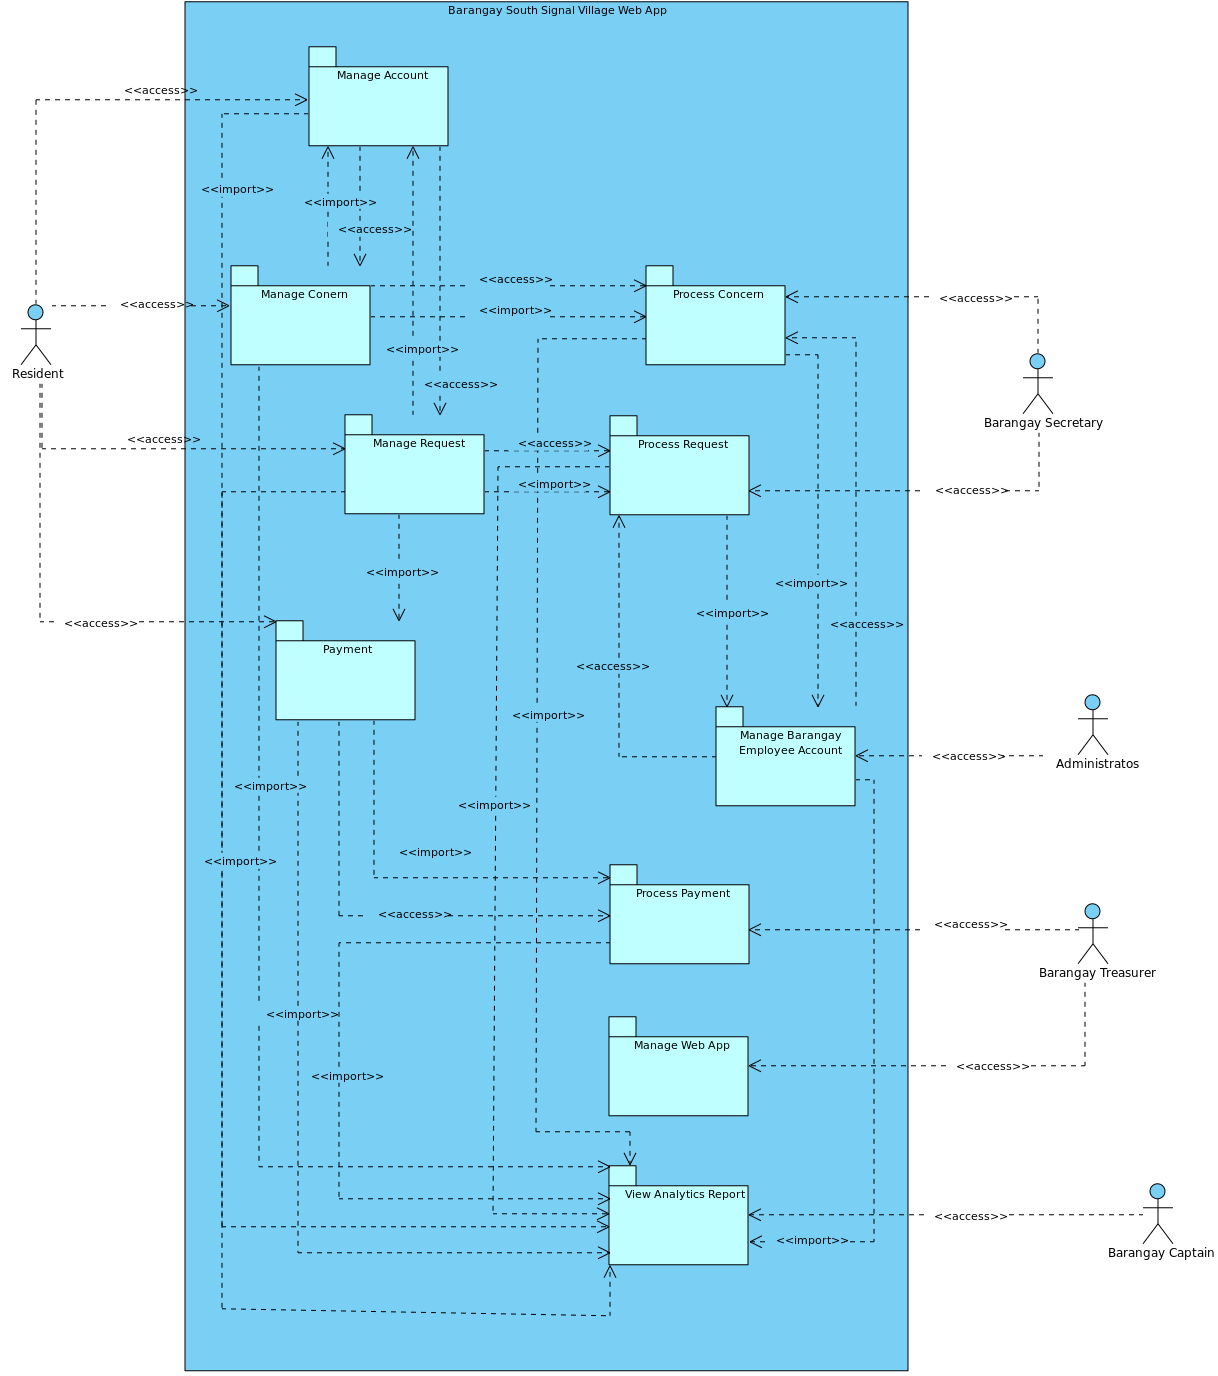 Barangay South Signal Village Web App
Manage Account
<<access>>
<<import>>
<<import>>
<<access>>
Manage Conern
<<access>>
Process Concern
<<access>>
<<access>>
<<import>>
Resident
<<import>>
<<access>>
Barangay Secretary
<<access>>
Manage Request
<<access>>
Process Request
<<import>>
<<access>>
<<import>>
<<import>>
<<import>>
<<access>>
<<access>>
Payment
<<access>>
<<import>>
Manage Barangay
Employee Account
<<access>>
Administratos
<<import>>
<<import>>
<<import>>
<<import>>
Process Payment
<<access>>
<<access>>
Barangay Treasurer
<<import>>
Manage Web App
<<access>>
<<import>>
View Analytics Report
<<access>>
<<import>>
Barangay Captain